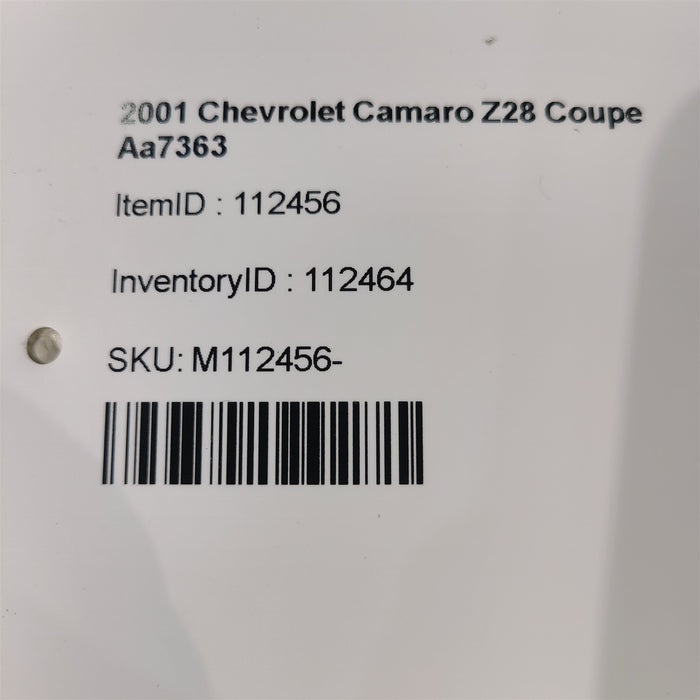 2001 Chevrolet Camaro Z28 Coupe
Aa7363
ItemID : 112456
InventoryID : 112464
SKU: M112456-